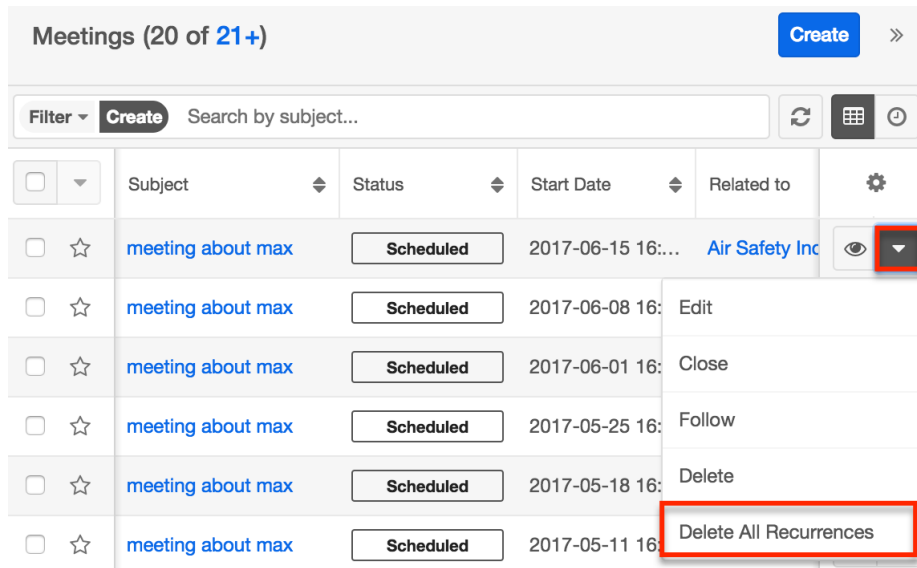 Meetings (20 of 21+)
Create
Filter
Create
Search by subject...
Subject
Status
Start Date
Related to
meeting about max
Scheduled
2017-06-15 16:...
Air Safety Inc
meeting about max
Scheduled
2017-06-08 16:
Edit
meeting about max
Scheduled
2017-06-01 16:
Close
meeting about max
Scheduled
2017-05-25 16:
Follow
meeting about max
Scheduled
2017-05-18 16:
Delete
meeting about max
Scheduled
2017-05-11 16:
Delete All Recurrences